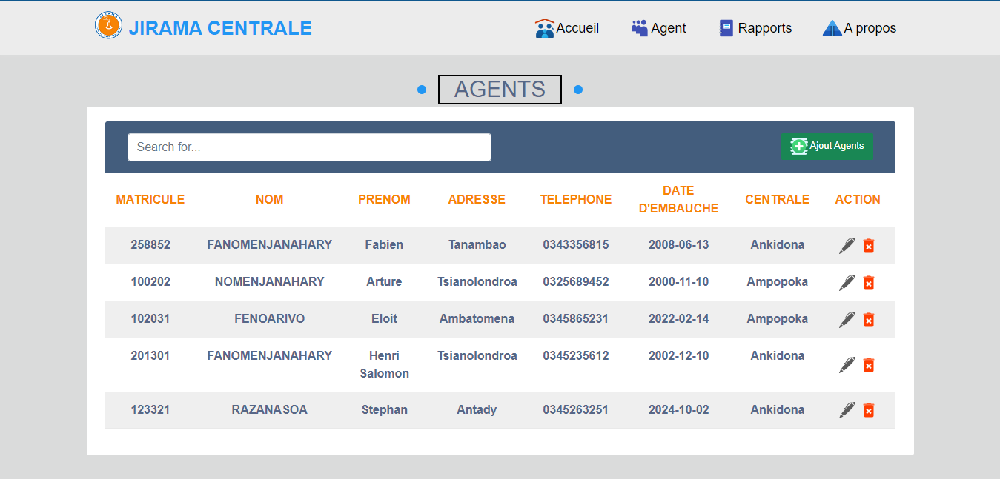 JIRAMA CENTRALE Accueil Agent Rapports A propos
AGENTS
Search for... Ajout Agents
MATRICULE NOM PRENOM ADRESSE TELEPHONE DATE D'EMBAUCHE CENTRALE ACTION
258852 FANOMENJANAHARY Fabien Tanambao 0343356815 2008-06-13 Ankidona
100202 NOMENJANAHARY Arture Tsianolondroa 0325689452 2000-11-10 Ampopoka
102031 FENOARIVO Eloit Ambatomena 0345865231 2022-02-14 Ampopoka
201301 FANOMENJANAHARY Henri Salomon Tsianolondroa 0345235612 2002-12-10 Ankidona
123321 RAZANASOA Stephan Antady 0345263251 2024-10-02 Ankidona